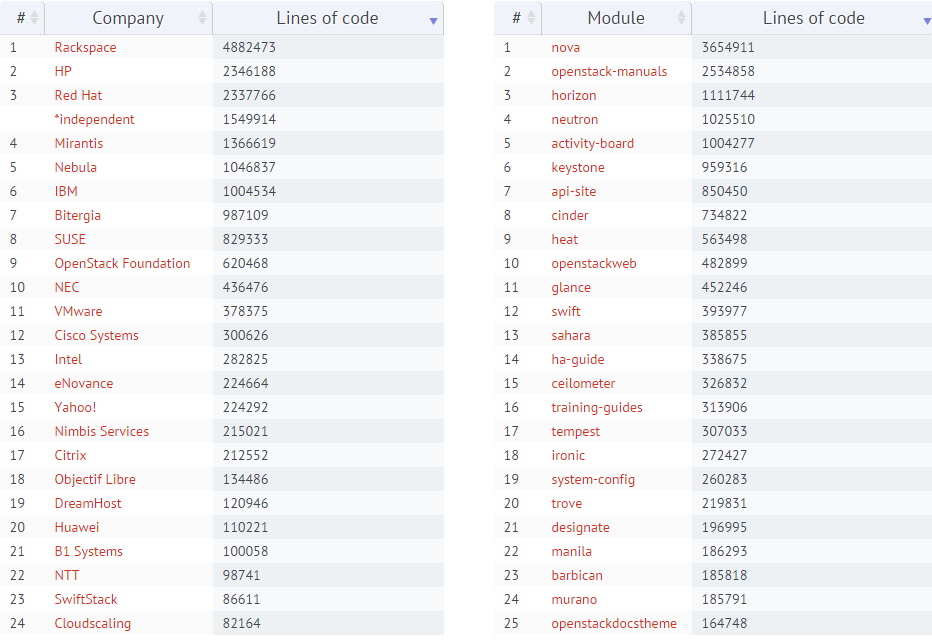 # Company Lines of code
1 Rackspace 4882473
2 HP 2346188
3 Red Hat 2337766
*independent 1549914
4 Mirantis 1366619
5 Nebula 1046837
6 IBM 1004534
7 Bitergia 987109
8 SUSE 829333
9 OpenStack Foundation 620468
10 NEC 436476
11 VMware 378375
12 Cisco Systems 300626
13 Intel 282825
14 eNovance 224664
15 Yahoo! 224292
16 Nimbis Services 215021
17 Citrix 212552
18 Objectif Libre 134486
19 DreamHost 120946
20 Huawei 110221
21 B1 Systems 100058
22 NTT 98741
23 SwiftStack 86611
24 Cloudscaling 82164
# Module Lines of code
1 nova 3654911
2 openstack-manuals 2534858
3 horizon 1111744
4 neutron 1025510
5 activity-board 1004277
6 keystone 959316
7 api-site 850450
8 cinder 734822
9 heat 563498
10 openstackweb 482899
11 glance 452246
12 swift 393977
13 sahara 385855
14 ha-guide 338675
15 ceilometer 326832
16 training-guides 313906
17 tempest 307033
18 ironic 272427
19 system-config 260283
20 trove 219831
21 designate 196995
22 manila 186293
23 barbican 185818
24 murano 185791
25 openstackdocstheme 164748